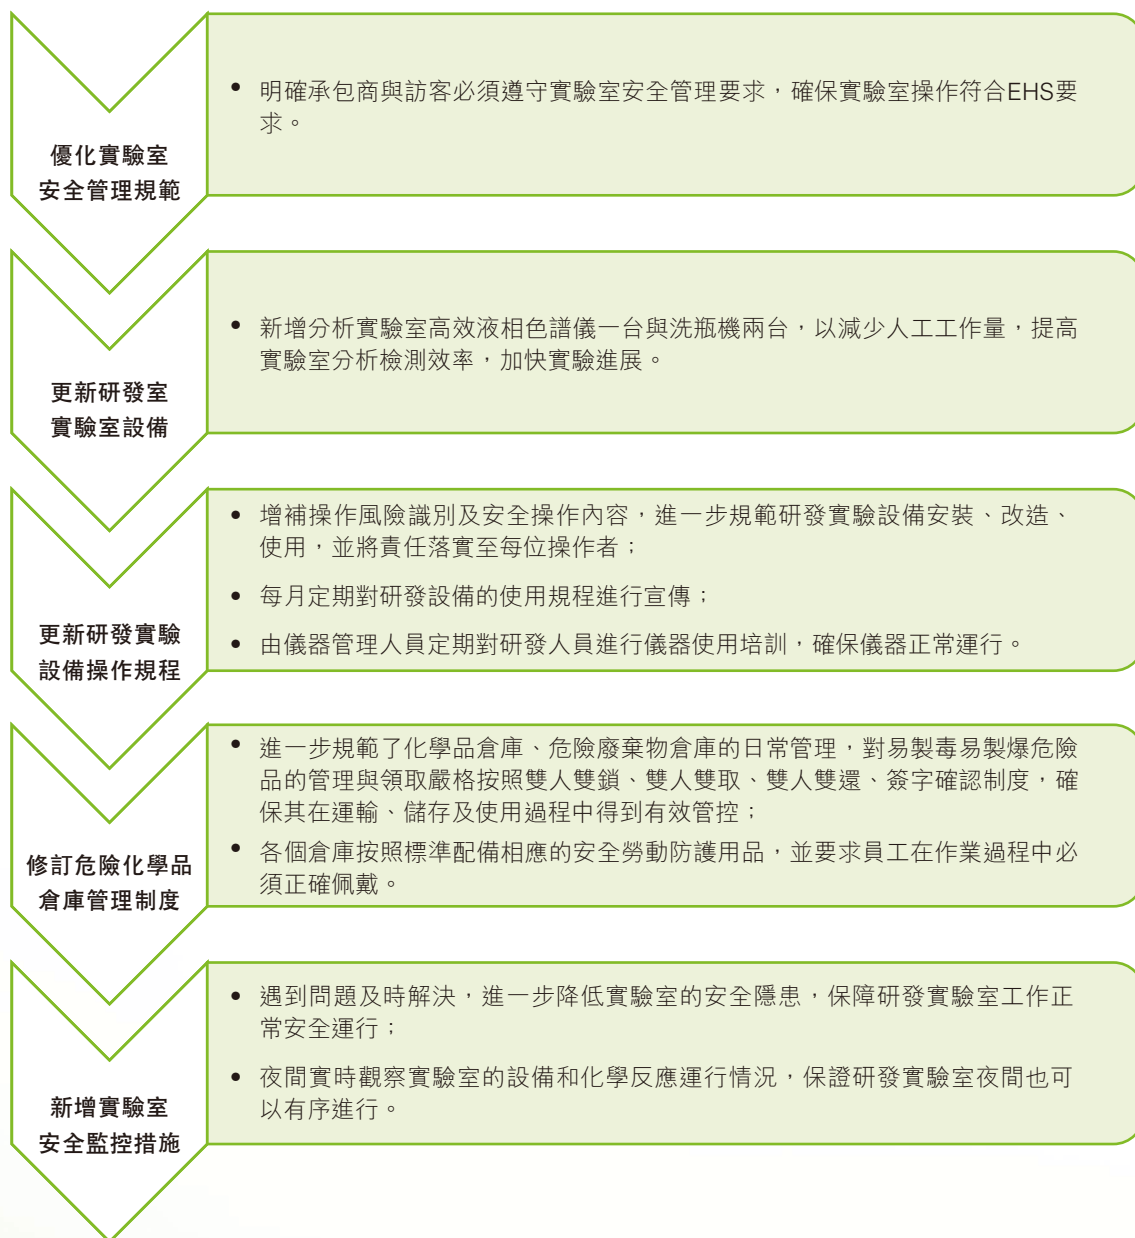 優化實驗室
安全管理規範
• 明確承包商與訪客必須遵守實驗室安全管理要求，確保實驗室操作符合EHS要
求。
更新研發室
實驗室設備
• 新增分析實驗室高效液相色譜儀一台與洗瓶機兩台，以減少人工工作量，提高
實驗室分析檢測效率，加快實驗進展。
更新研發實驗
設備操作規程
• 增補操作風險識別及安全操作內容，進一步規範研發實驗設備安裝、改造、
使用，並將責任落實至每位操作者；
• 每月定期對研發設備的使用規程進行宣傳；
• 由儀器管理人員定期對研發人員進行儀器使用培訓，確保儀器正常運行。
修訂危險化學品
倉庫管理制度
• 進一步規範了化學品倉庫、危險廢棄物倉庫的日常管理，對易製毒易製爆危險
品的管理與領取嚴格按照雙人雙鎖、雙人雙取、雙人雙還、簽字確認制度，確
保其在運輸、儲存及使用過程中得到有效管控；
• 各個倉庫按照標準配備相應的安全勞動防護用品，並要求員工在作業過程中必
須正確佩戴。
新增實驗室
安全監控措施
• 遇到問題及時解決，進一步降低實驗室的安全隱患，保障研發實驗室工作正
常安全運行；
• 夜間實時觀察實驗室的設備和化學反應運行情況，保證研發實驗室夜間也可
以有序進行。